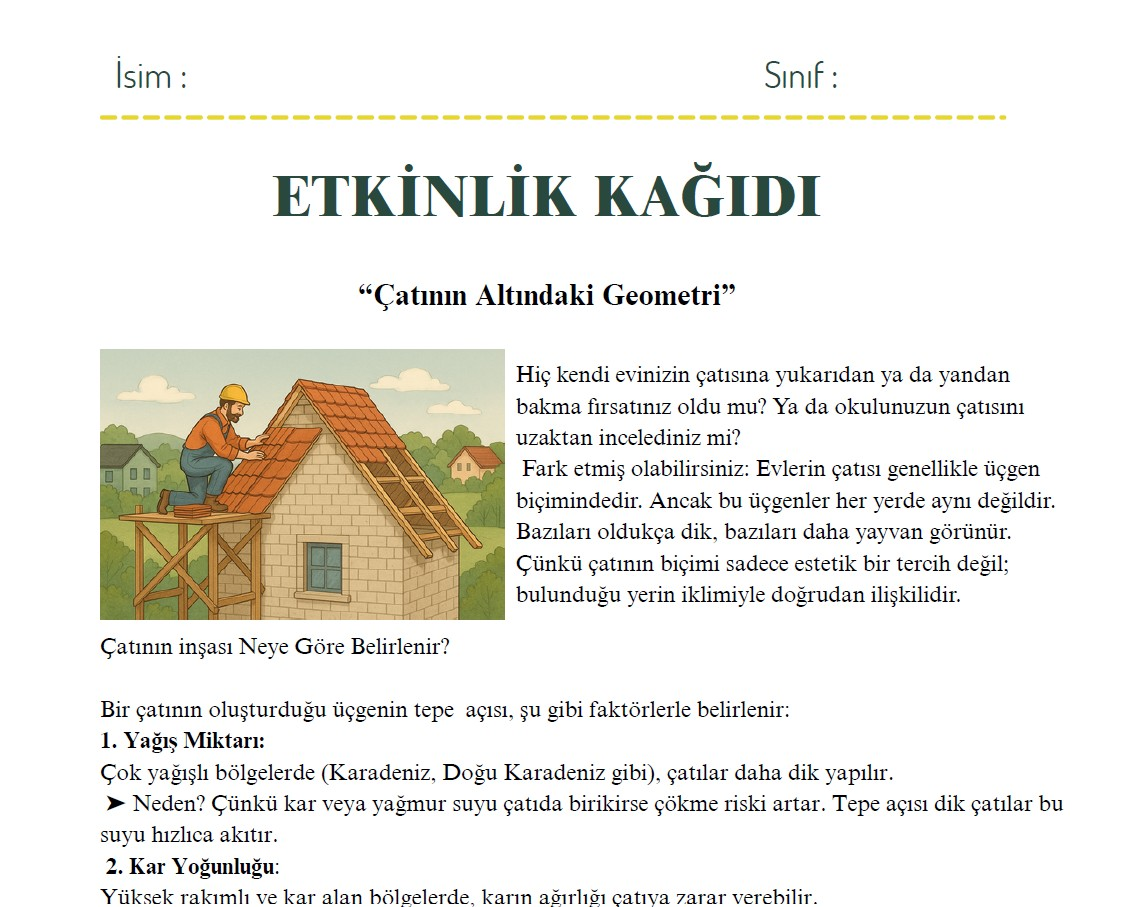 İsim :
Sınıf :
ETKİNLİK KAĞIDI
“Çatının Altındaki Geometri”
Hiç kendi evinizin çatısına yukarıdan ya da yandan
bakma fırsatınız oldu mu? Ya da okulunuzun çatısını
uzaktan incelediniz mi?
Fark etmiş olabilirsiniz: Evlerin çatısı genellikle üçgen
biçimindedir. Ancak bu üçgenler her yerde aynı değildir.
Bazıları oldukça dik, bazıları daha yayvan görünür.
Çünkü çatının biçimi sadece estetik bir tercih değil;
bulunduğu yerin iklimiyle doğrudan ilişkilidir.
Çatının inşası Neye Göre Belirlenir?
Bir çatının oluşturduğu üçgenin tepe  açısı, şu gibi faktörlerle belirlenir:
1. Yağış Miktarı:
Çok yağışlı bölgelerde (Karadeniz, Doğu Karadeniz gibi), çatılar daha dik yapılır.
➤ Neden? Çünkü kar veya yağmur suyu çatıda birikirse çökme riski artar. Tepe açısı dik çatılar bu
suyu hızlıca akıtır.
2. Kar Yoğunluğu:
Yüksek rakımlı ve kar alan bölgelerde, karın ağırlığı çatıya zarar verebilir.